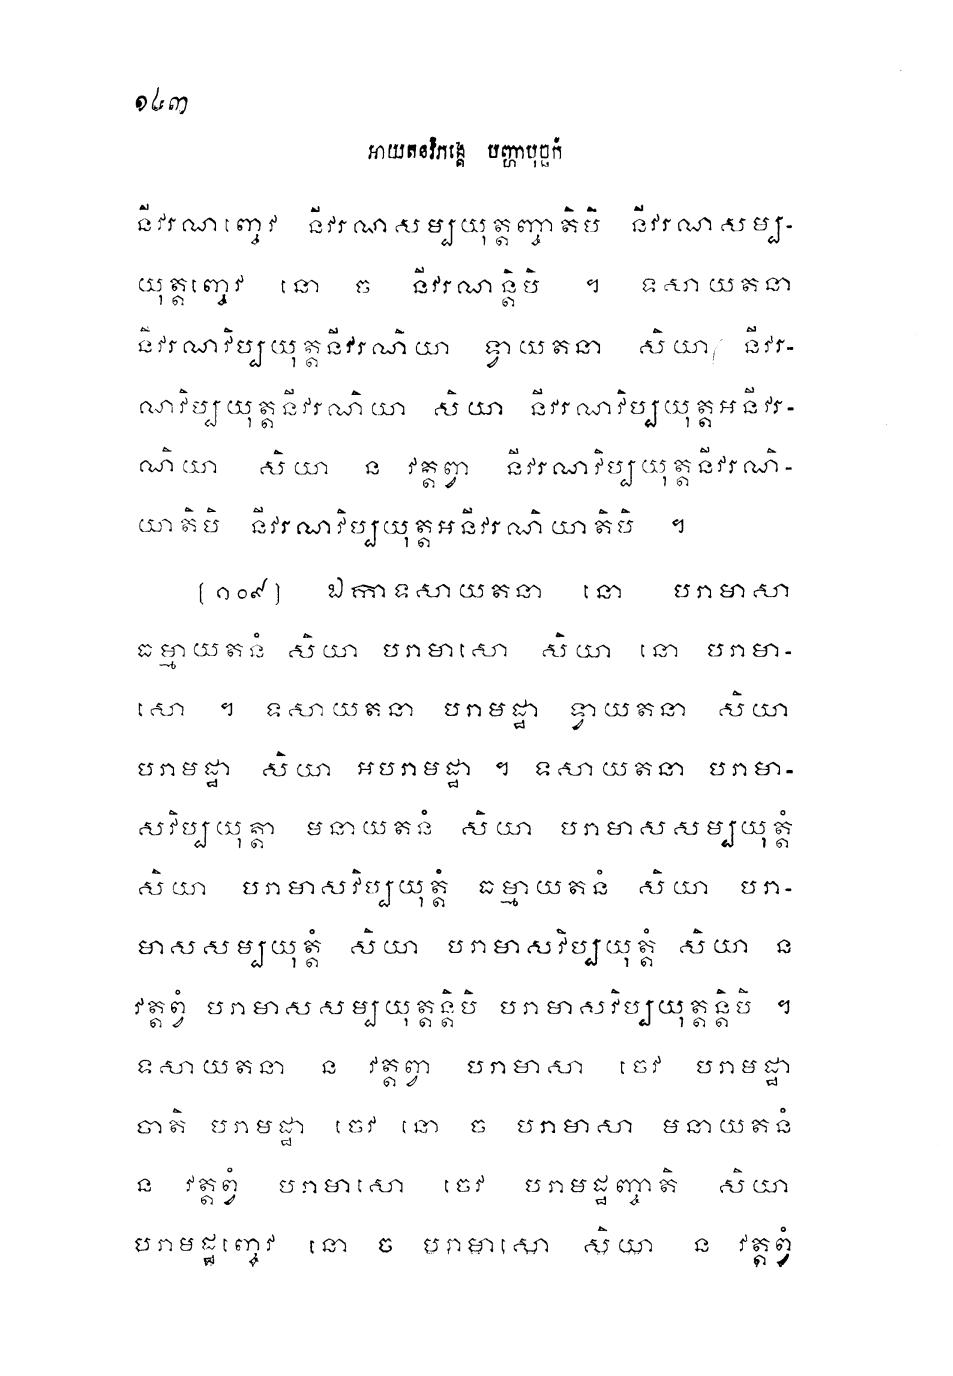 ១៤៣
អាយតនវិភង្គេ បញ្ហាបុច្ឆកំ
នីវរណាញ្ចេវ នីវរណសម្បយុត្តញ្ចាតិបិ នីវរណសម្ប-
យុត្តញ្ចេវ នោ ច នីវរណន្តិបិ ។ ទសាយតនា
នីវរណវិប្បយុត្តនីវរណិយា ទ្វាយតនា សិយា នីវរ-
ណវិប្បយុត្តនីវរណិយា សិយា នីវរណវិប្បយុត្តអនីវរ-
ណិយា សិយា ន វត្តព្វា នីវរណវិប្បយុត្តនីវរណិ-
យាតិបិ នីវរណវិប្បយុត្តអនីវរណិយាតិបិ ។
[១០៩] ឯកាទសាយតនា នោ បរាមាសា
ធម្មាយតនំ សិយា បរាមាសោ សិយា នោ បរាមា-
សោ ។ ទសាយតនា បរាមដ្ឋា ទ្វាយតនា សិយា
បរាមដ្ឋា សិយា អបរាមដ្ឋា ។ ទសាយតនា បរាមា-
សវិប្បយុត្តា មនាយតនំ សិយា បរាមាសសម្បយុត្តំ
សិយា បរាមាសវិប្បយុត្តំ ធម្មាយតនំ សិយា បរា-
មាសសម្បយុត្តំ សិយា បរាមាសវិប្បយុត្តំ សិយា ន
វត្តព្វំ បរាមាសសម្បយុត្តន្តិបិ បរាមាសវិប្បយុត្តន្តិបិ ។
ទសាយតនា ន វត្តព្វា បរាមាសា ចេវ បរាមដ្ឋា
ចាតិ បរាមដ្ឋា ចេវ នោ ច បរាមាសា មនាយតនំ
ន វត្តព្វំ បរាមាសោ ចេវ បរាមដ្ឋញ្ចាតិ សិយា
បរាមដ្ឋញ្ចេវ នោ ច បរាមាសោ សិយា ន វត្តព្វំ